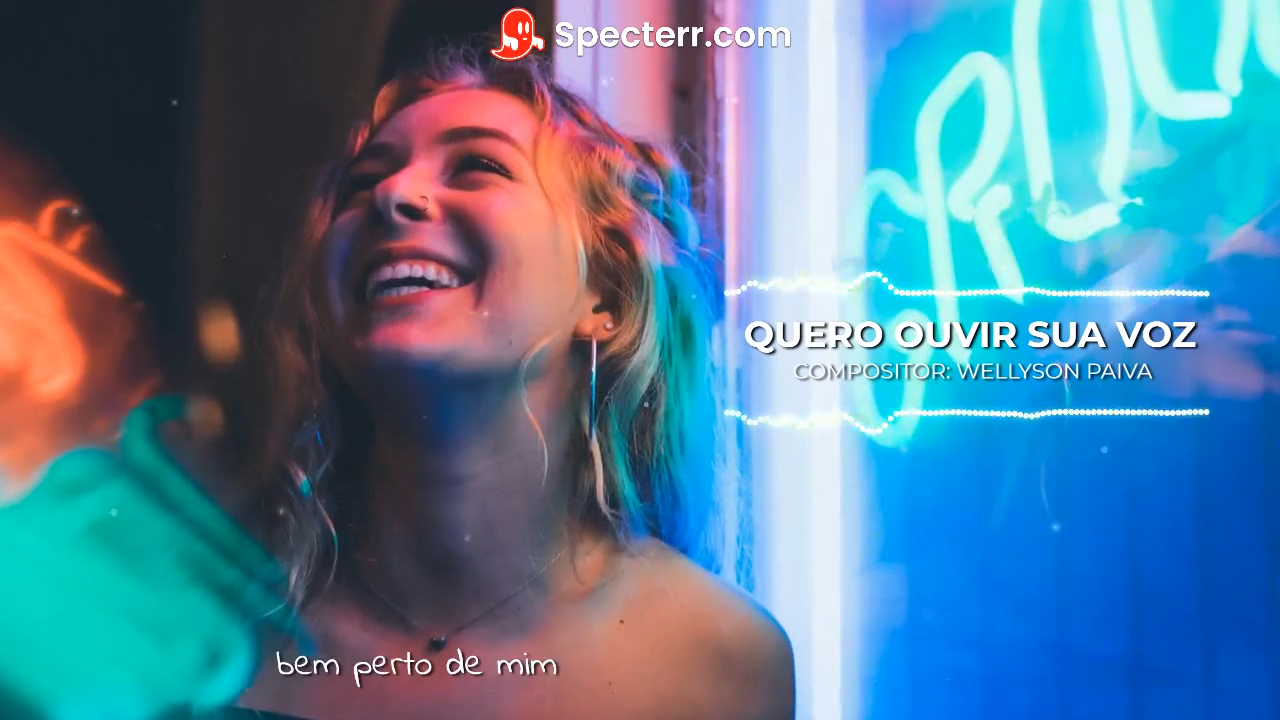 Specterr.com
QUERO OUVIR SUA VOZ
COMPOSITOR: WELLYSON PAIVA
bem perto de mim